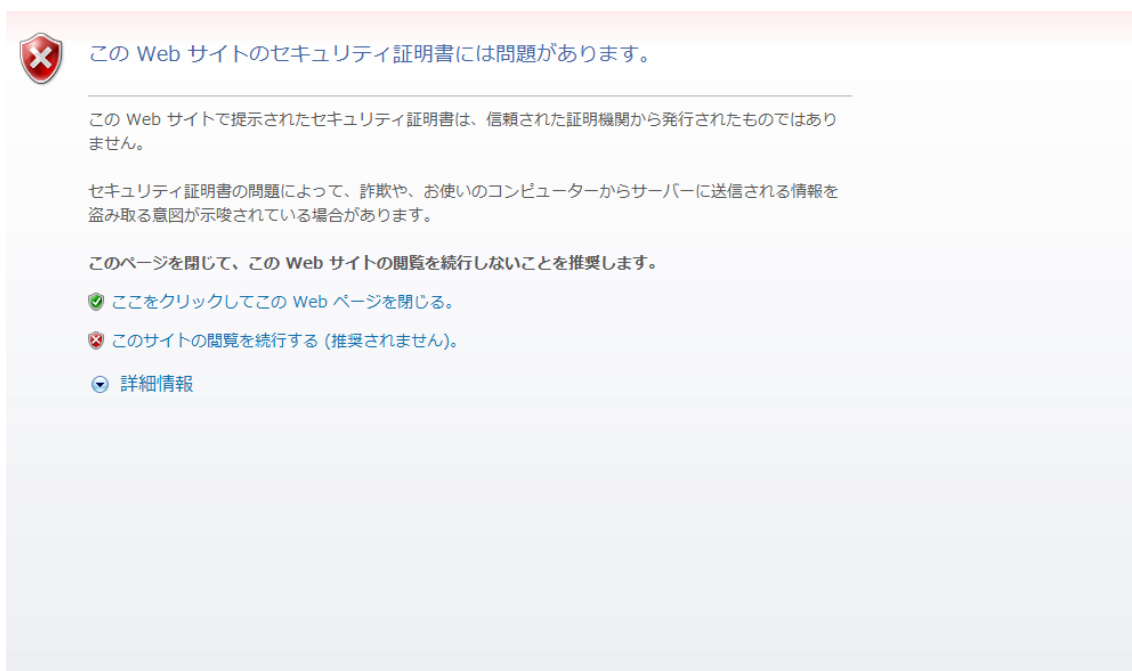 この Web サイトのセキュリティ証明書には問題があります。
この Web サイトで提示されたセキュリティ証明書は、信頼された証明機関から発行されたものではあり
ません。
セキュリティ証明書の問題によって、詐欺や、お使いのコンピューターからサーバーに送信される情報を
盗み取る意図が示唆されている場合があります。
このページを閉じて、この Web サイトの閲覧を続行しないことを推奨します。
ここをクリックしてこの Web ページを閉じる。
このサイトの閲覧を続行する (推奨されません)。
詳細情報